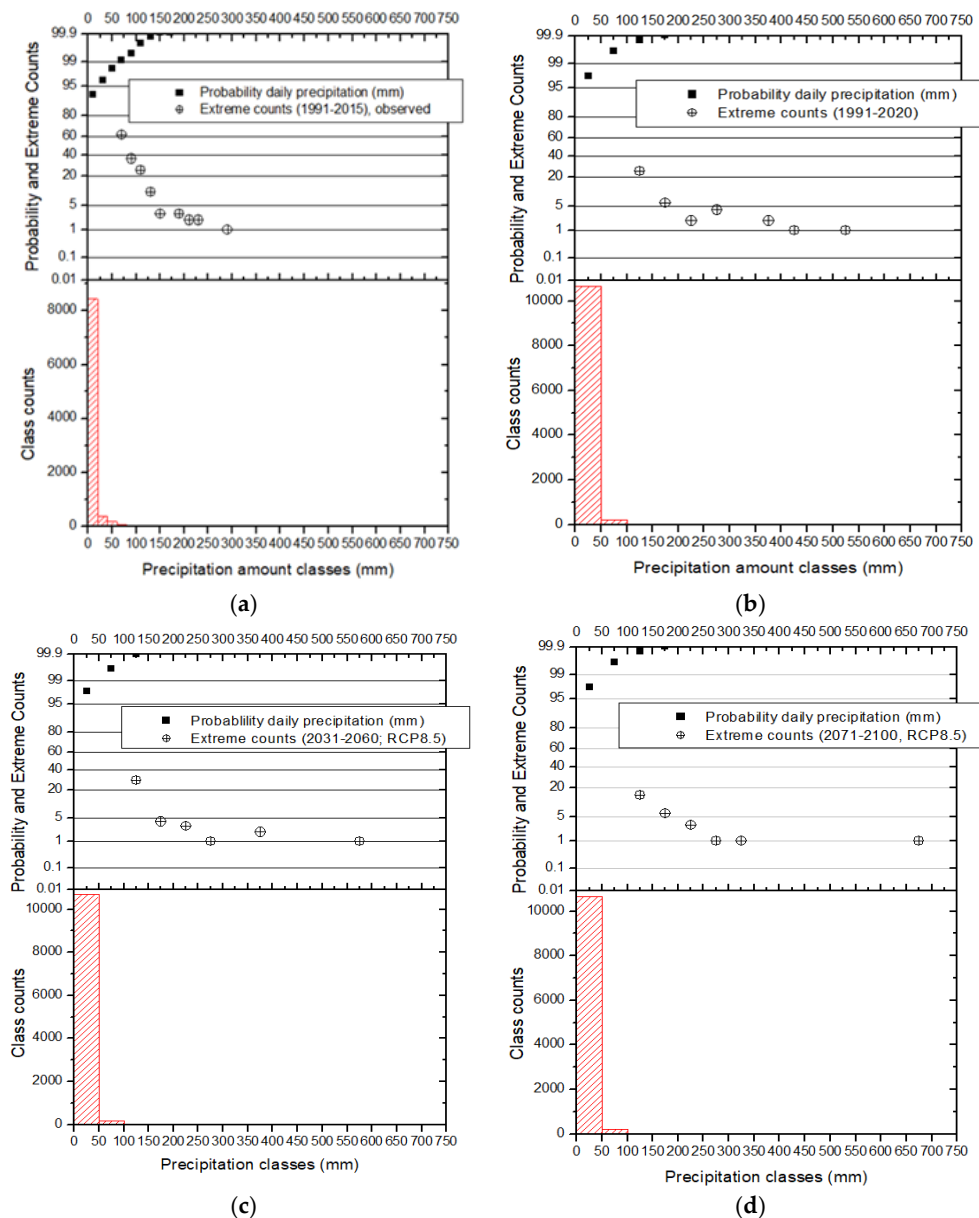 0 50 100 150 200 250 300 350 400 450 500 550 600 650 700 750
99.9
99
95
80
60
40
20
5
1
0.1
0.01
Probability and Extreme Counts
Probability daily precipitation (mm)
Extreme counts (1991-2015), observed
8000
6000
4000
2000
0
Class counts
0 50 100 150 200 250 300 350 400 450 500 550 600 650 700 750
Precipitation amount classes (mm)
(a)
0 50 100 150 200 250 300 350 400 450 500 550 600 650 700 750
99.9
99
95
80
60
40
20
5
1
0.1
0.01
Probability and Extreme Counts
Probability daily precipitation (mm)
Extreme counts (1991-2020)
10000
8000
6000
4000
2000
0
Class counts
0 50 100 150 200 250 300 350 400 450 500 550 600 650 700 750
Precipitation amount classes (mm)
(b)
0 50 100 150 200 250 300 350 400 450 500 550 600 650 700 750
99.9
99
95
80
60
40
20
5
1
0.1
0.01
Probability and Extreme Counts
Probablility daily precipitation (mm)
Extreme counts (2031-2060; RCP8.5)
10000
8000
6000
4000
2000
0
Class counts
0 50 100 150 200 250 300 350 400 450 500 550 600 650 700 750
Precipitation classes (mm)
(c)
0 50 100 150 200 250 300 350 400 450 500 550 600 650 700 750
99.9
99
95
80
60
40
20
5
1
0.1
0.01
Probability and Extreme Counts
Probability daily precipitation (mm)
Extreme counts (2071-2100, RCP8.5)
10000
8000
6000
4000
2000
0
Class counts
0 50 100 150 200 250 300 350 400 450 500 550 600 650 700 750
Precipitation classes (mm)
(d)